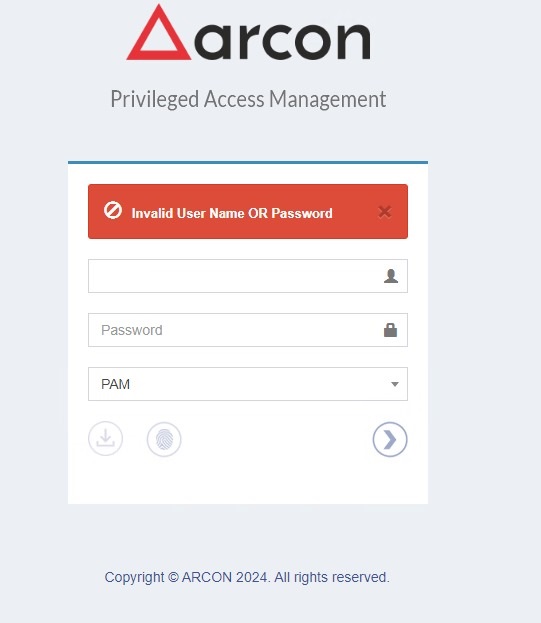 arcon
Privileged Access Management
Invalid User Name OR Password
Password
PAM
Copyright © ARCON 2024. All rights reserved.